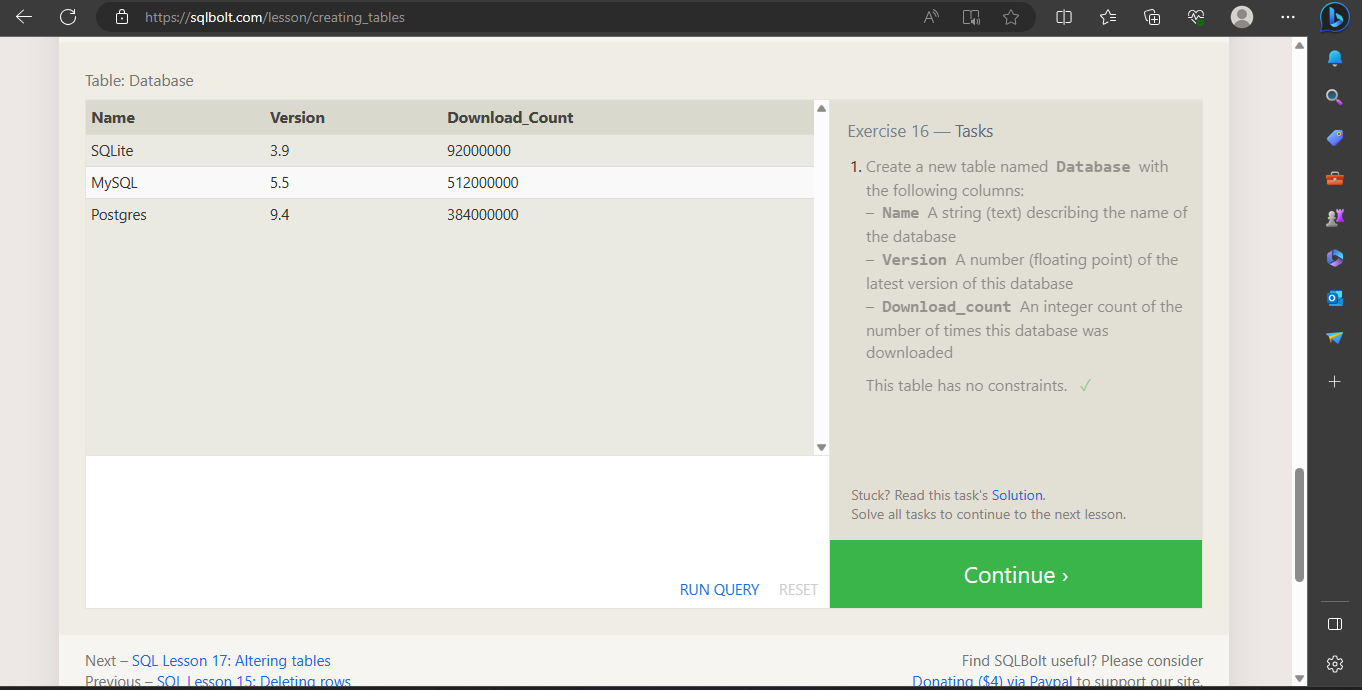 https://sqlbolt.com/lesson/creating_tables
Table: Database
Name Version Download_Count
SQLite 3.9 92000000
MySQL 5.5 512000000
Postgres 9.4 384000000
RUN QUERY RESET
Exercise 16 — Tasks
1. Create a new table named Database with
the following columns:
– Name A string (text) describing the name of
the database
– Version A number (floating point) of the
latest version of this database
– Download_count An integer count of the
number of times this database was
downloaded
This table has no constraints. ✓
Stuck? Read this task's Solution.
Solve all tasks to continue to the next lesson.
Continue ›
Next – SQL Lesson 17: Altering tables
Previous – SQL Lesson 15: Deleting rows
Find SQLBolt useful? Please consider
Donating ($4) via Paypal to support our site.